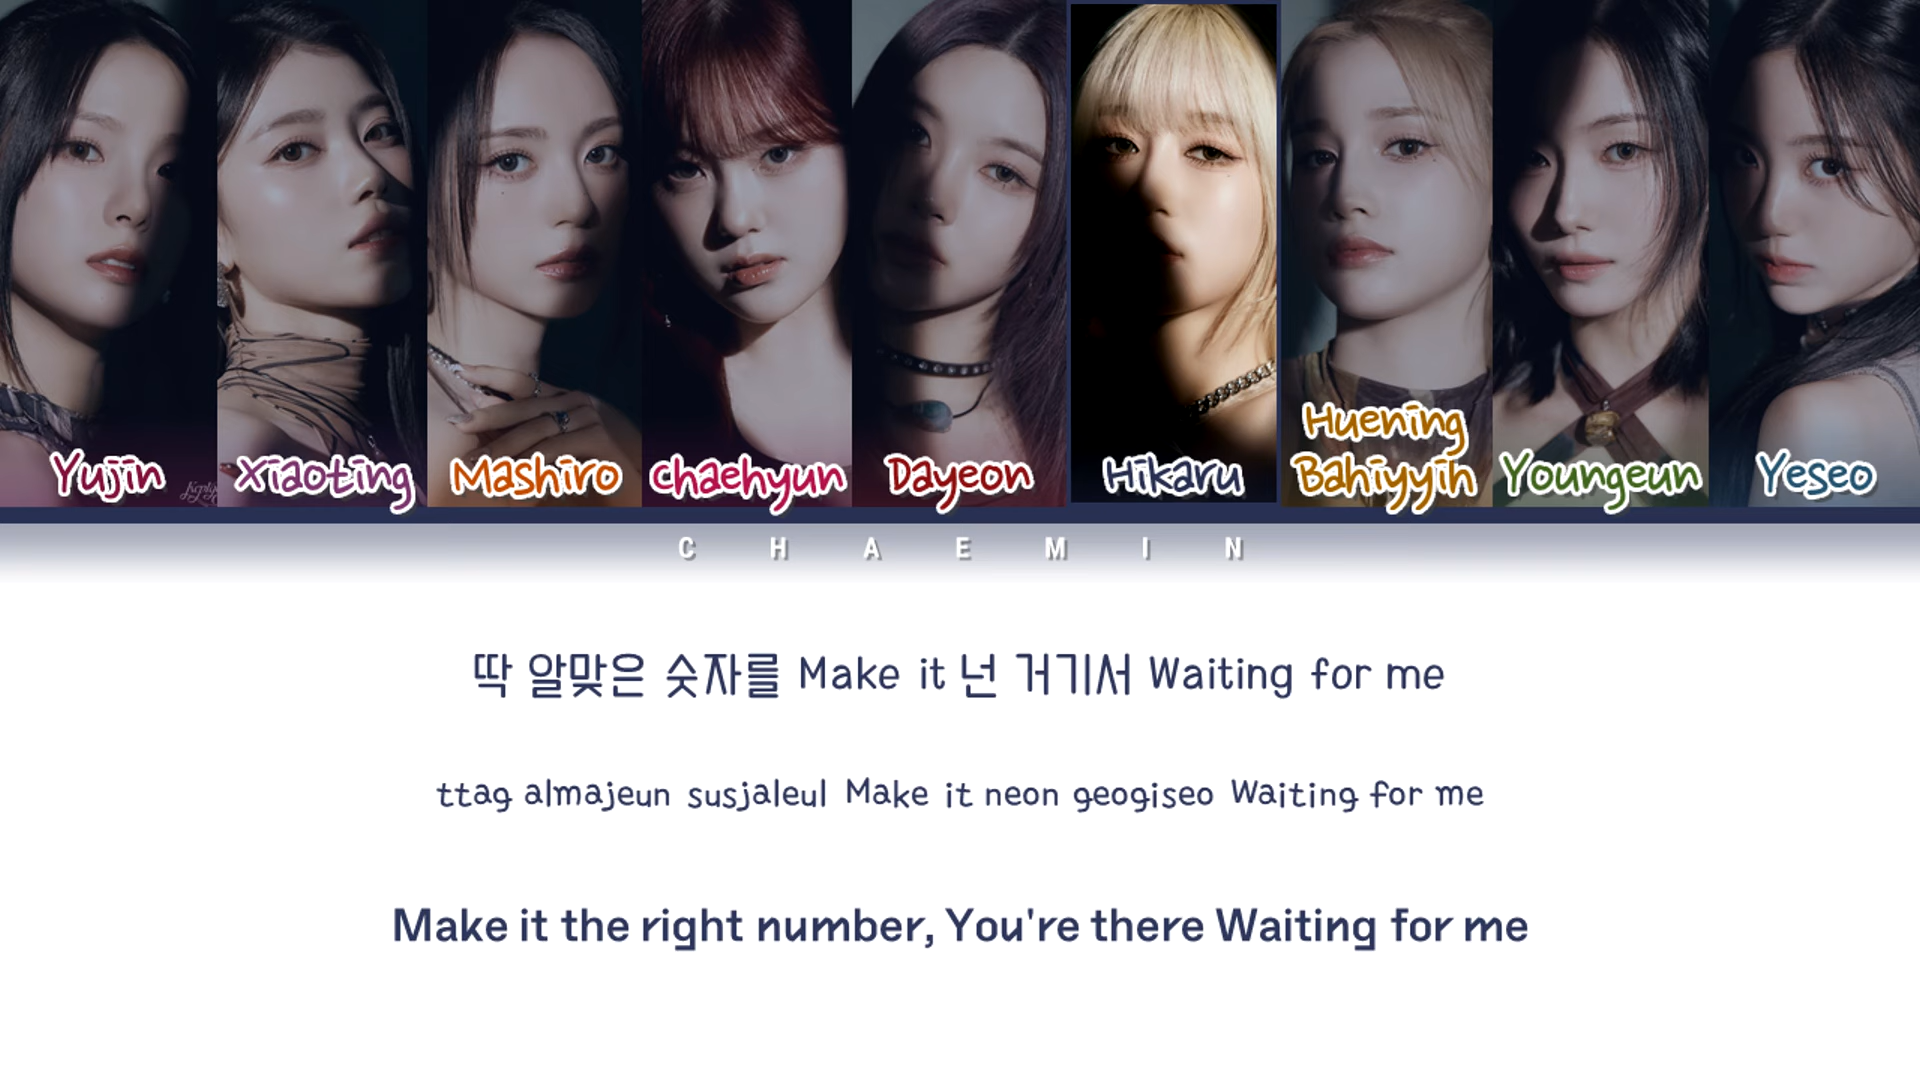 Yujin Xiaoting Mashiro chaehyun Dayeon Hikaru Huening Bahiyyih Youngeun Yeseo
CHAEMIN
딱 알맞은 숫자를 Make it 넌 거기서 Waiting for me
ttag almajeun susjaleul Make it neon geogiseo Waiting for me
Make it the right number, You're there Waiting for me